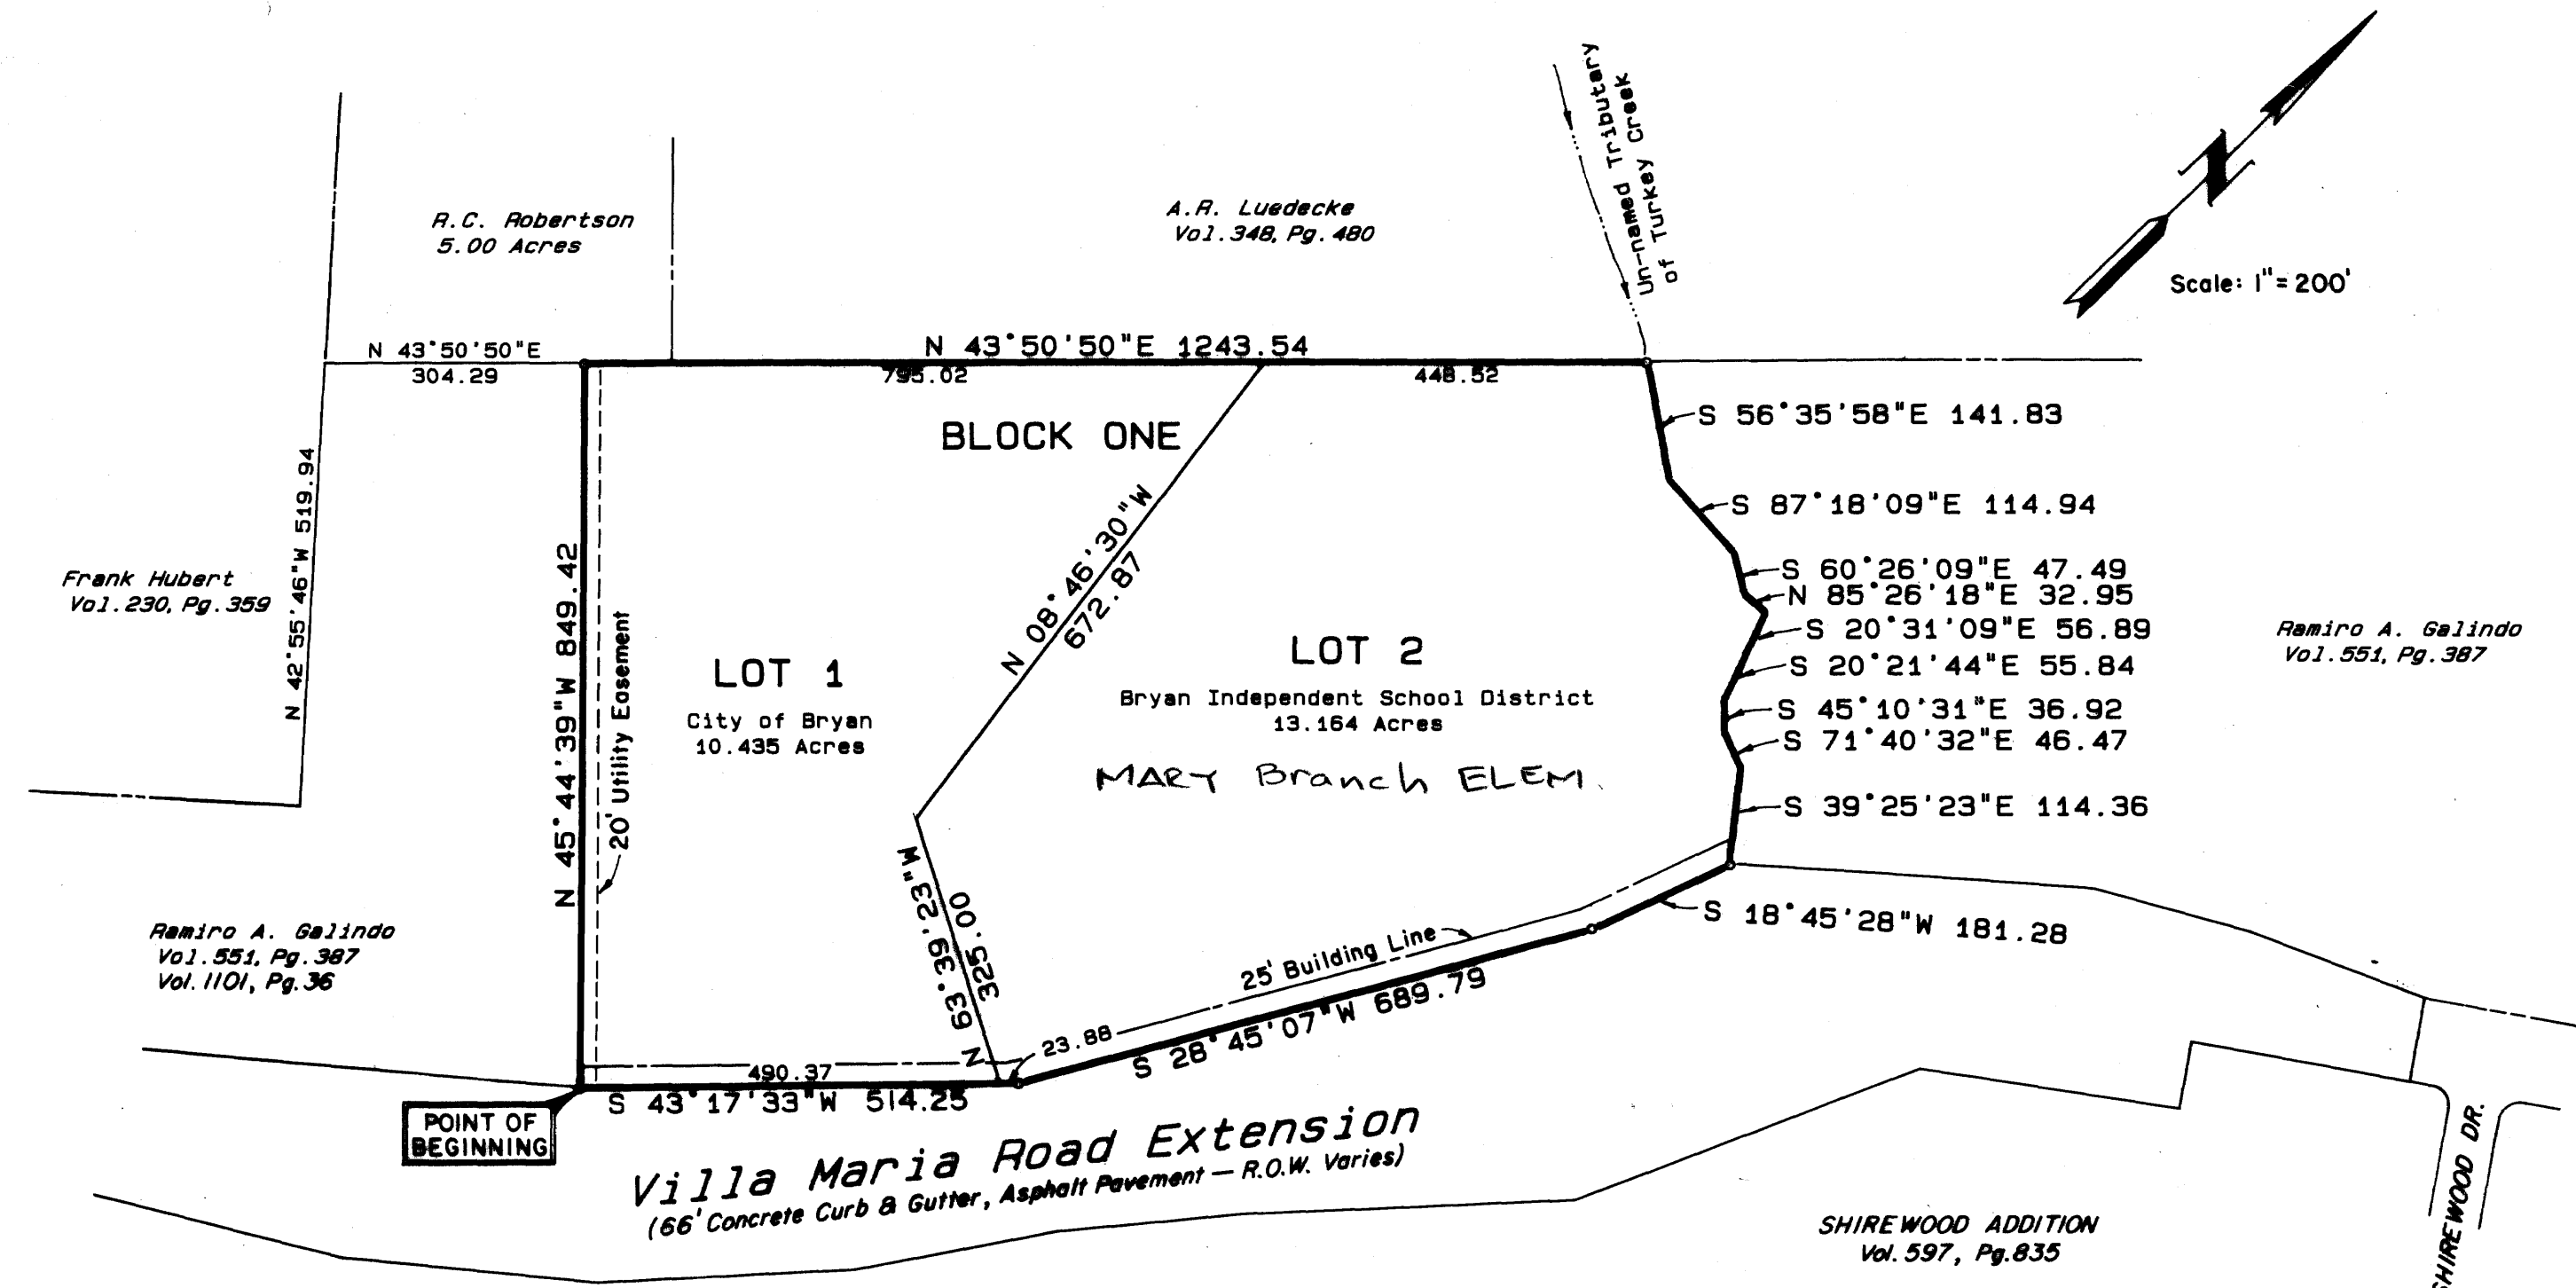 Un-named Tributary
of Turkey Creek
R.C. Robertson
5.00 Acres
A.R. Luedecke
Vol.348, Pg.480
N
Scale: 1"=200'
N 43°50'50"E
304.29
N 43°50'50"E 1243.54
795.02
448.52
BLOCK ONE
S 56°35'58"E 141.83
S 87°18'09"E 114.94
S 60°26'09"E 47.49
N 85°26'18"E 32.95
S 20°31'09"E 56.89
S 20°21'44"E 55.84
S 45°10'31"E 36.92
S 71°40'32"E 46.47
S 39°25'23"E 114.36
S 18°45'28"W 181.28
N 42°55'46"W 519.94
Frank Hubert
Vol.230, Pg.359
N 45°44'39"W 849.42
20' Utility Easement
N 08°46'30"W
672.87
LOT 1
City of Bryan
10.435 Acres
LOT 2
Bryan Independent School District
13.164 Acres
MARY Branch ELEM.
Ramiro A. Galindo
Vol.551, Pg.387
Ramiro A. Galindo
Vol.551, Pg.387
Vol.1101, Pg.36
N 63°39'23"W
325.00
25' Building Line
23.88
S 28°45'07"W 689.79
490.37
S 43°17'33"W 514.25
POINT OF
BEGINNING
Villa Maria Road Extension
(66' Concrete Curb & Gutter, Asphalt Pavement — R.O.W. Varies)
SHIREWOOD ADDITION
Vol.597, Pg.835
SHIREWOOD DR.